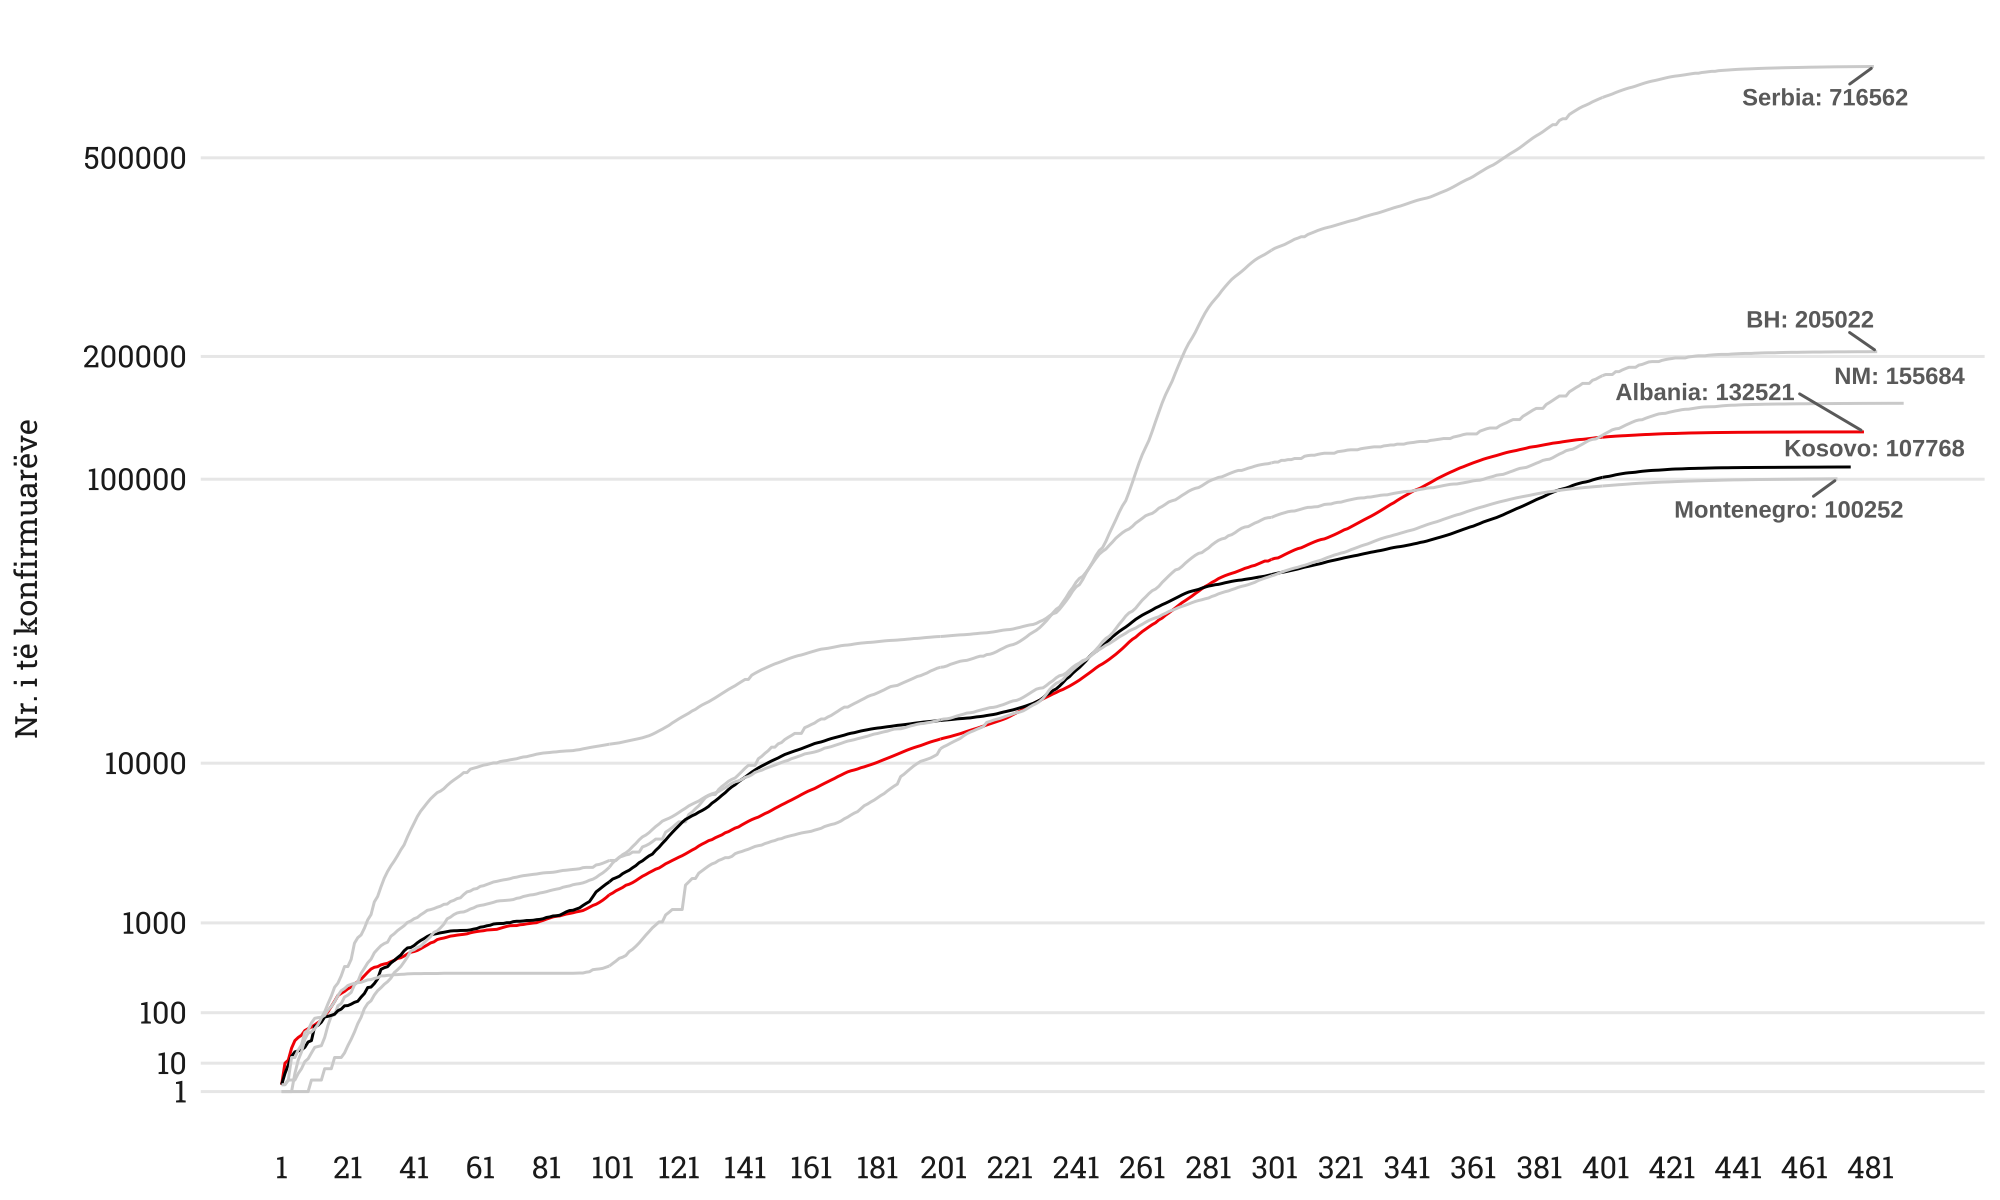 Nr. i të konfirmuarëve
500000
200000
100000
10000
1000
100
10
1
Serbia: 716562
BH: 205022
NM: 155684
Albania: 132521
Kosovo: 107768
Montenegro: 100252
1 21 41 61 81 101 121 141 161 181 201 221 241 261 281 301 321 341 361 381 401 421 441 461 481